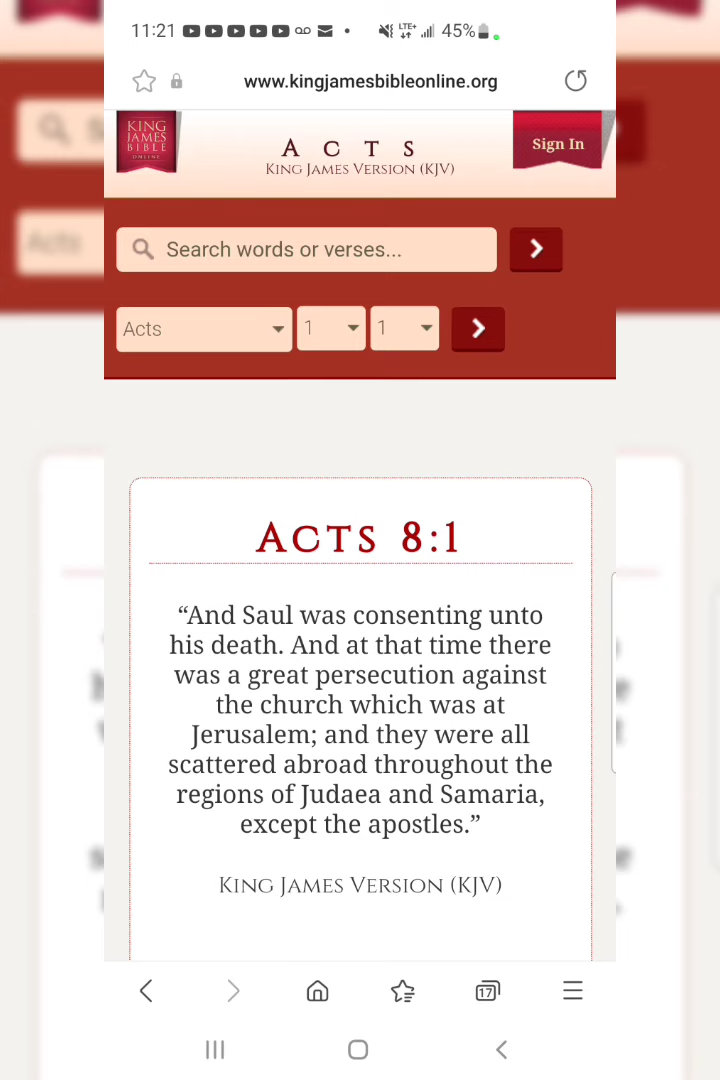 11:21
LTE+
45%
www.kingjamesbibleonline.org
KING
JAMES
BIBLE
ONLINE
Acts
King James Version (KJV)
Sign In
Search words or verses...
Acts
1
1
Acts 8:1
“And Saul was consenting unto
his death. And at that time there
was a great persecution against
the church which was at
Jerusalem; and they were all
scattered abroad throughout the
regions of Judaea and Samaria,
except the apostles.”
King James Version (KJV)
17